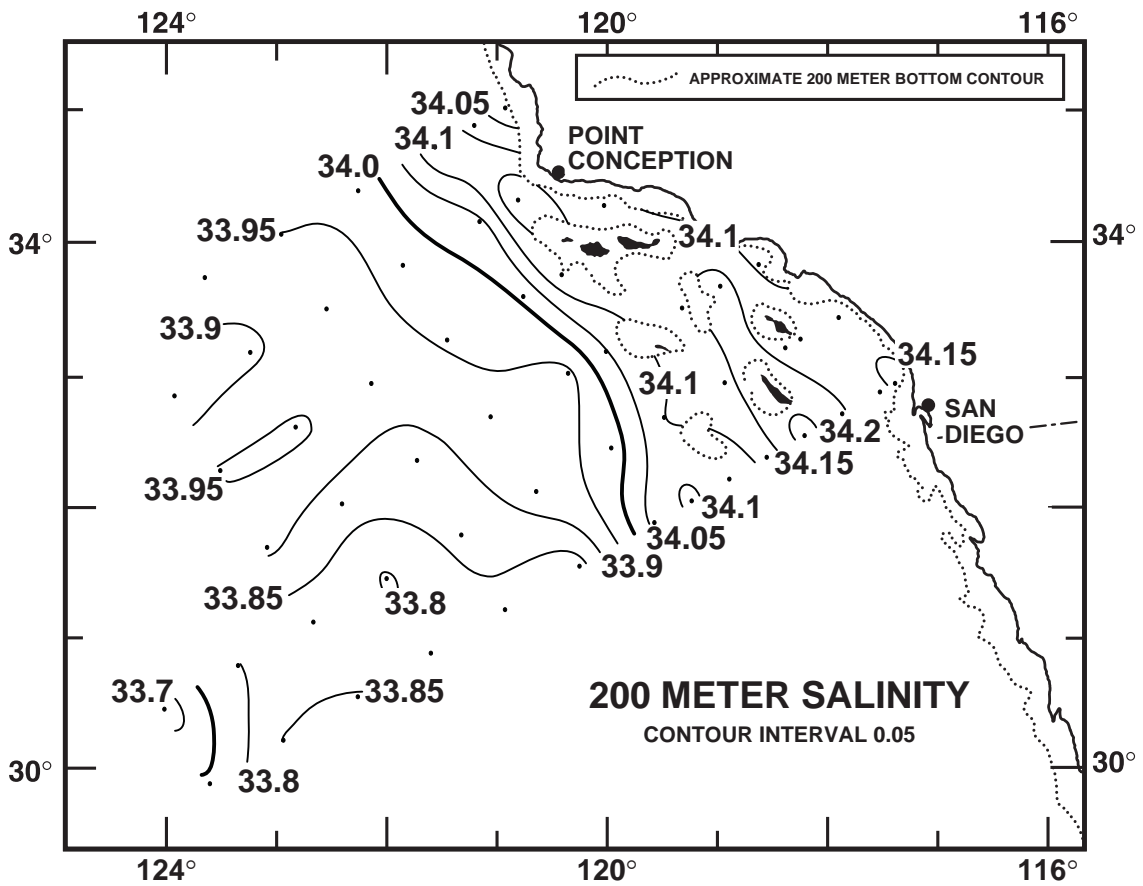 124° 120° 116°
APPROXIMATE 200 METER BOTTOM CONTOUR
34.05
34.1
POINT
CONCEPTION
34.0
33.95
34.1
34° 34°
33.9
34.15
34.1
SAN
DIEGO
34.2
34.15
33.95
34.1
34.05
33.9
33.85
33.8
33.7
33.85
200 METER SALINITY
CONTOUR INTERVAL 0.05
33.8
30° 30°
124° 120° 116°